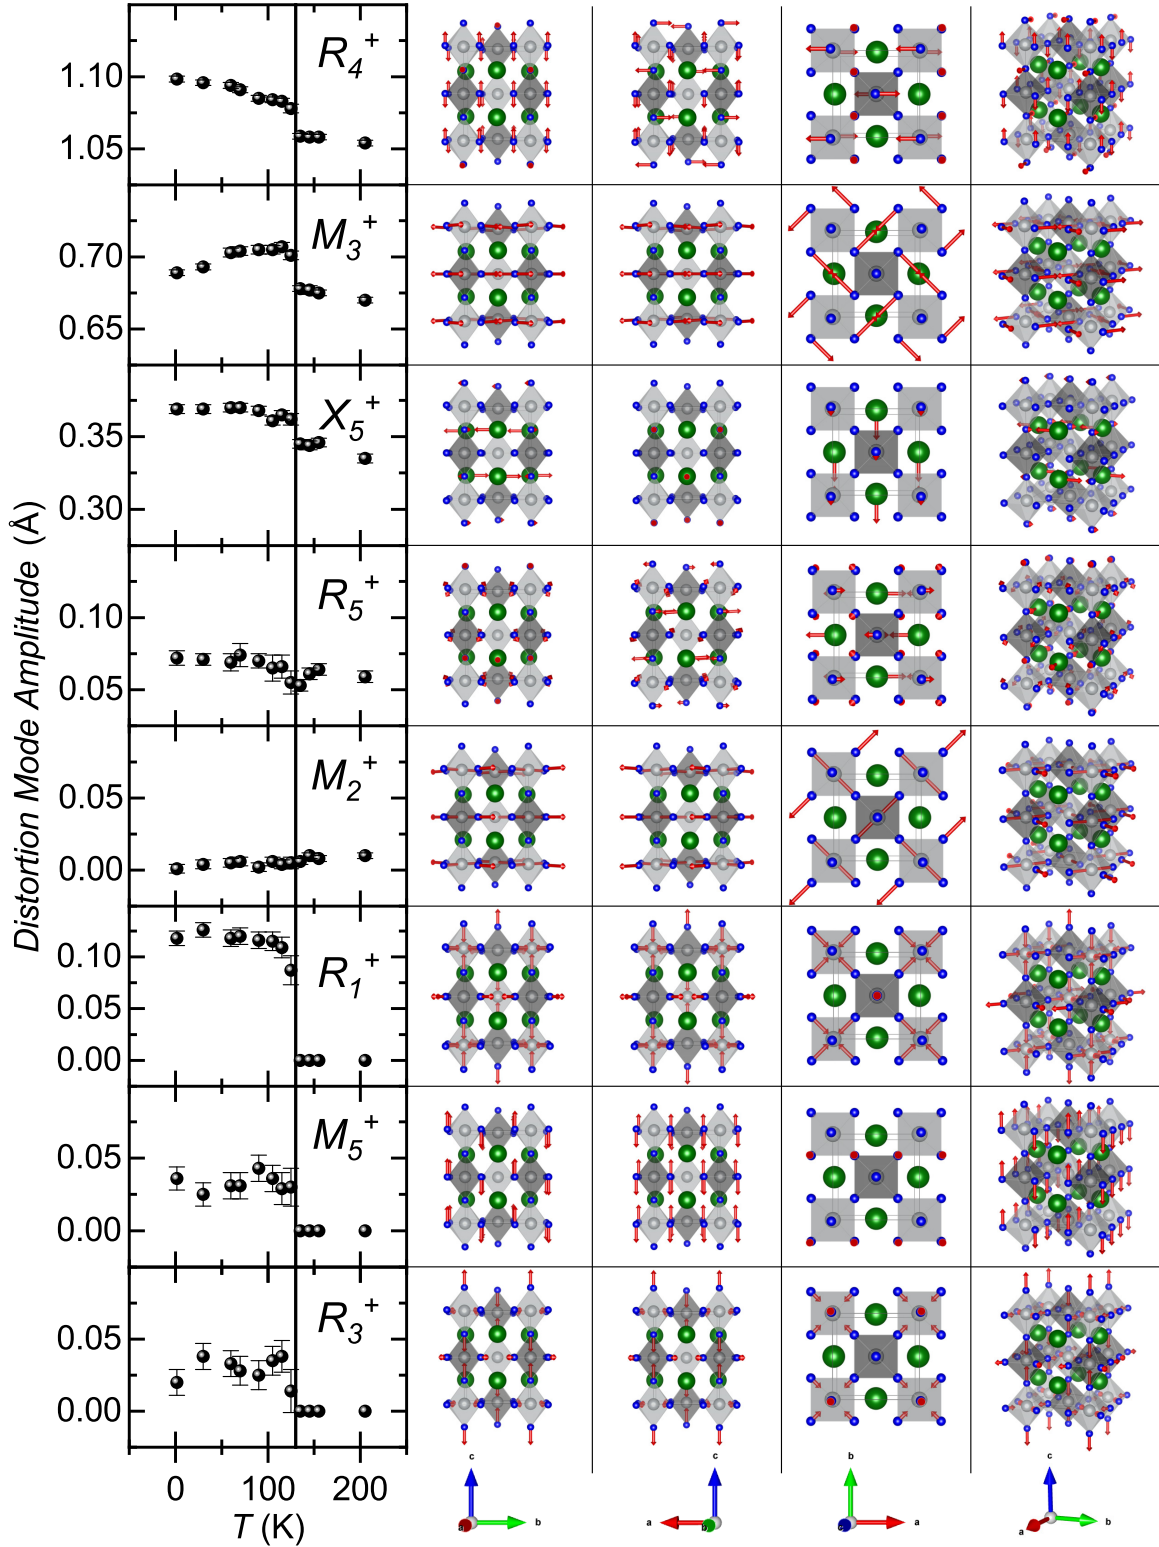 Distortion Mode Amplitude (Å)
R4+
1.10
1.05
M3+
0.70
0.65
X5+
0.35
0.30
R5+
0.10
0.05
M2+
0.05
0.00
R1+
0.10
0.05
0.00
M5+
0.05
0.00
R3+
0.05
0.00
0 100 200
T (K)
c a b
c a b
b c a
c a b